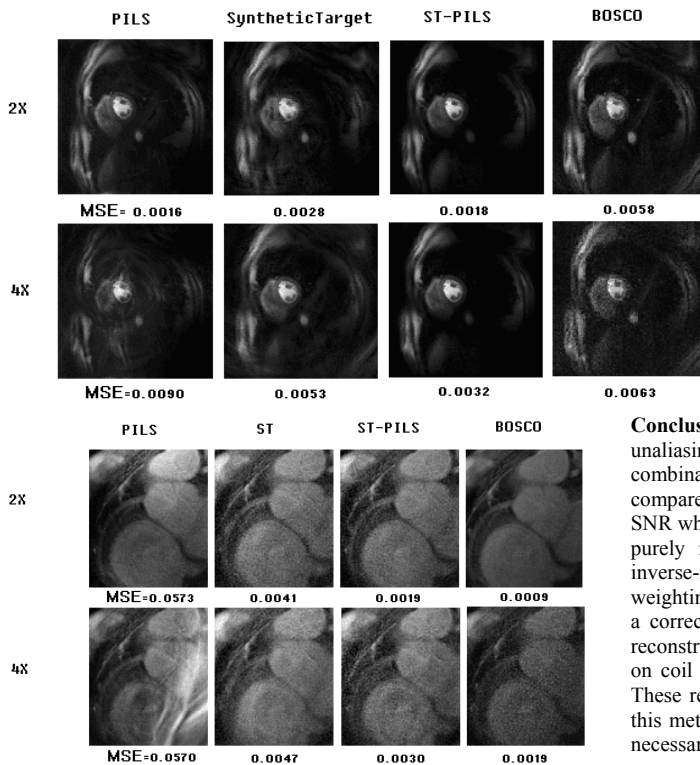 PILS SyntheticTarget ST-PILS BOSCO
2X
MSE= 0.0016 0.0028 0.0018 0.0058
4X
MSE=0.0090 0.0053 0.0032 0.0063
PILS ST ST-PILS BOSCO
2X
MSE=0.0573 0.0041 0.0019 0.0009
4X
MSE=0.0570 0.0047 0.0030 0.0019
Conclus
unaliasin
combina
compare
SNR wh
purely
inverse-
weightin
a correc
reconstr
on coil
These re
this met
necessar